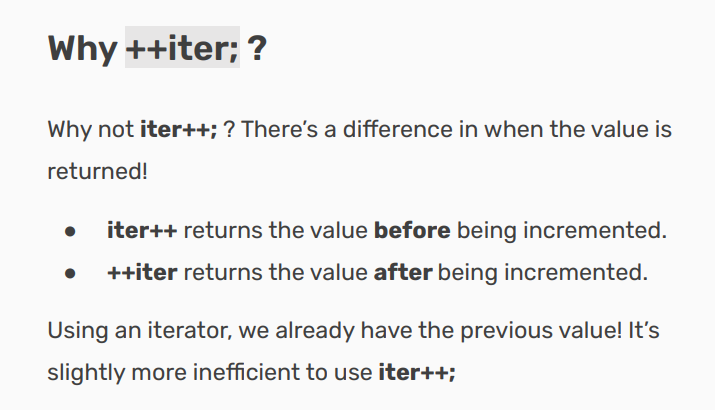 Why ++iter; ?
Why not iter++; ? There’s a difference in when the value is
returned!
● iter++ returns the value before being incremented.
● ++iter returns the value after being incremented.
Using an iterator, we already have the previous value! It’s
slightly more inefficient to use iter++;